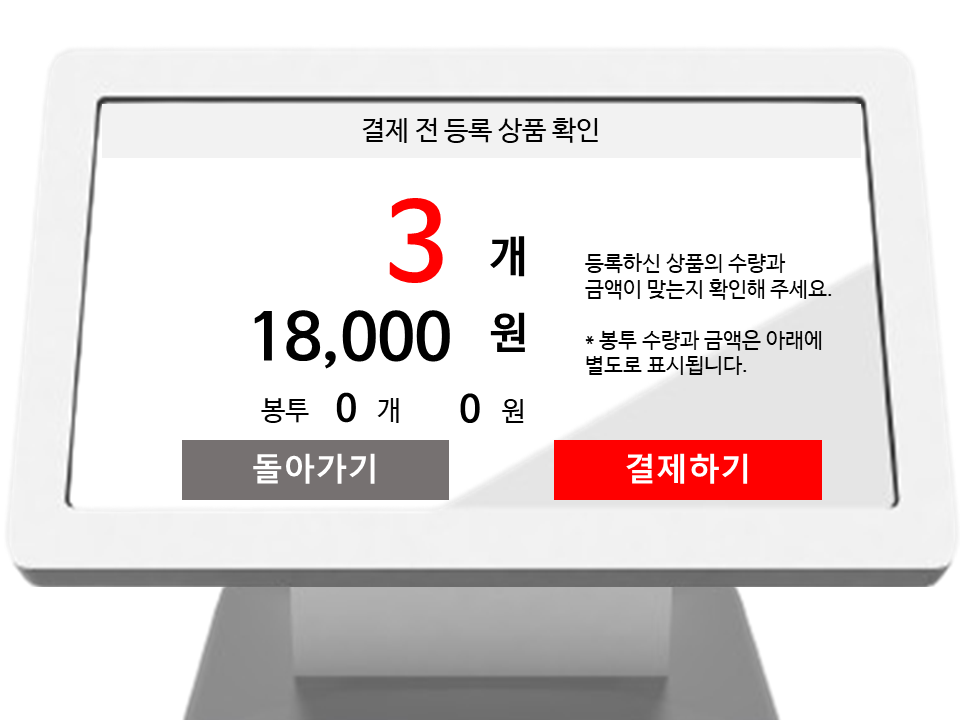 결제 전 등록 상품 확인
3 개
18,000 원
봉투 0 개 0 원
등록하신 상품의 수량과
금액이 맞는지 확인해 주세요.
* 봉투 수량과 금액은 아래에
별도로 표시됩니다.
돌아가기
결제하기